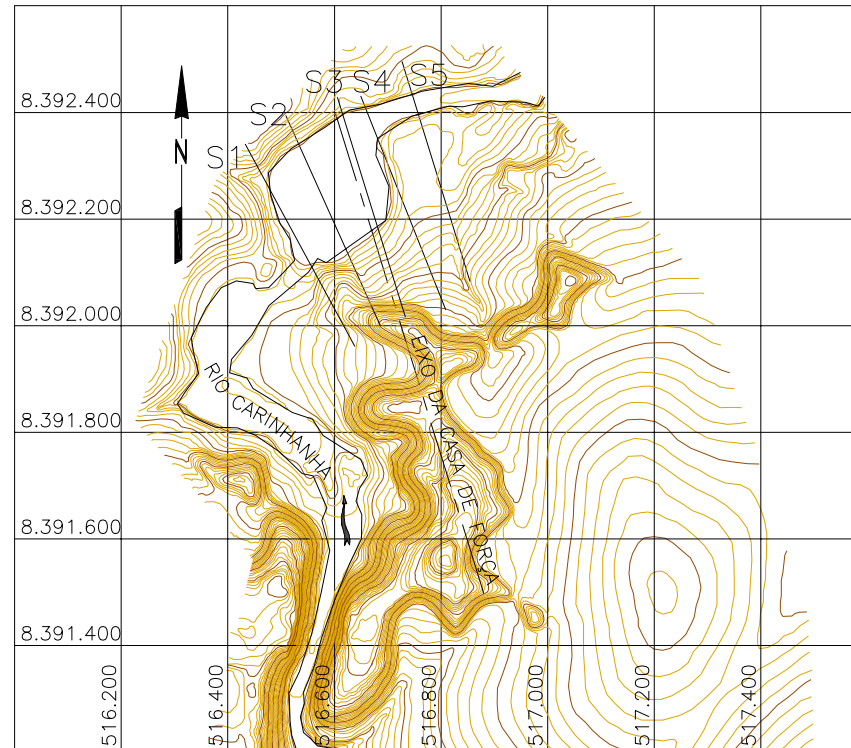 S1
S2
S3
S4
S5
N
8.392.400
8.392.200
8.392.000
8.391.800
8.391.600
8.391.400
RIO CARINHANHA
EIXO DA CASA DE FORÇA
516.200
516.400
516.600
516.800
517.000
517.200
517.400